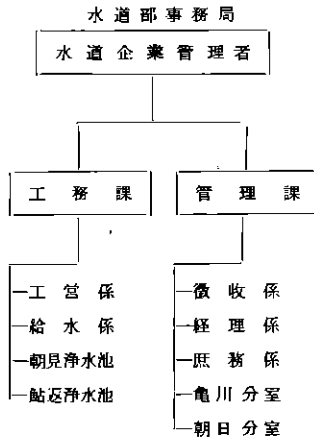 水道部事務局
水道企業管理者
工務課
管理課
工営係
給水係
朝見浄水池
鮎返浄水池
徴収係
経理係
庶務係
亀川分室
朝日分室